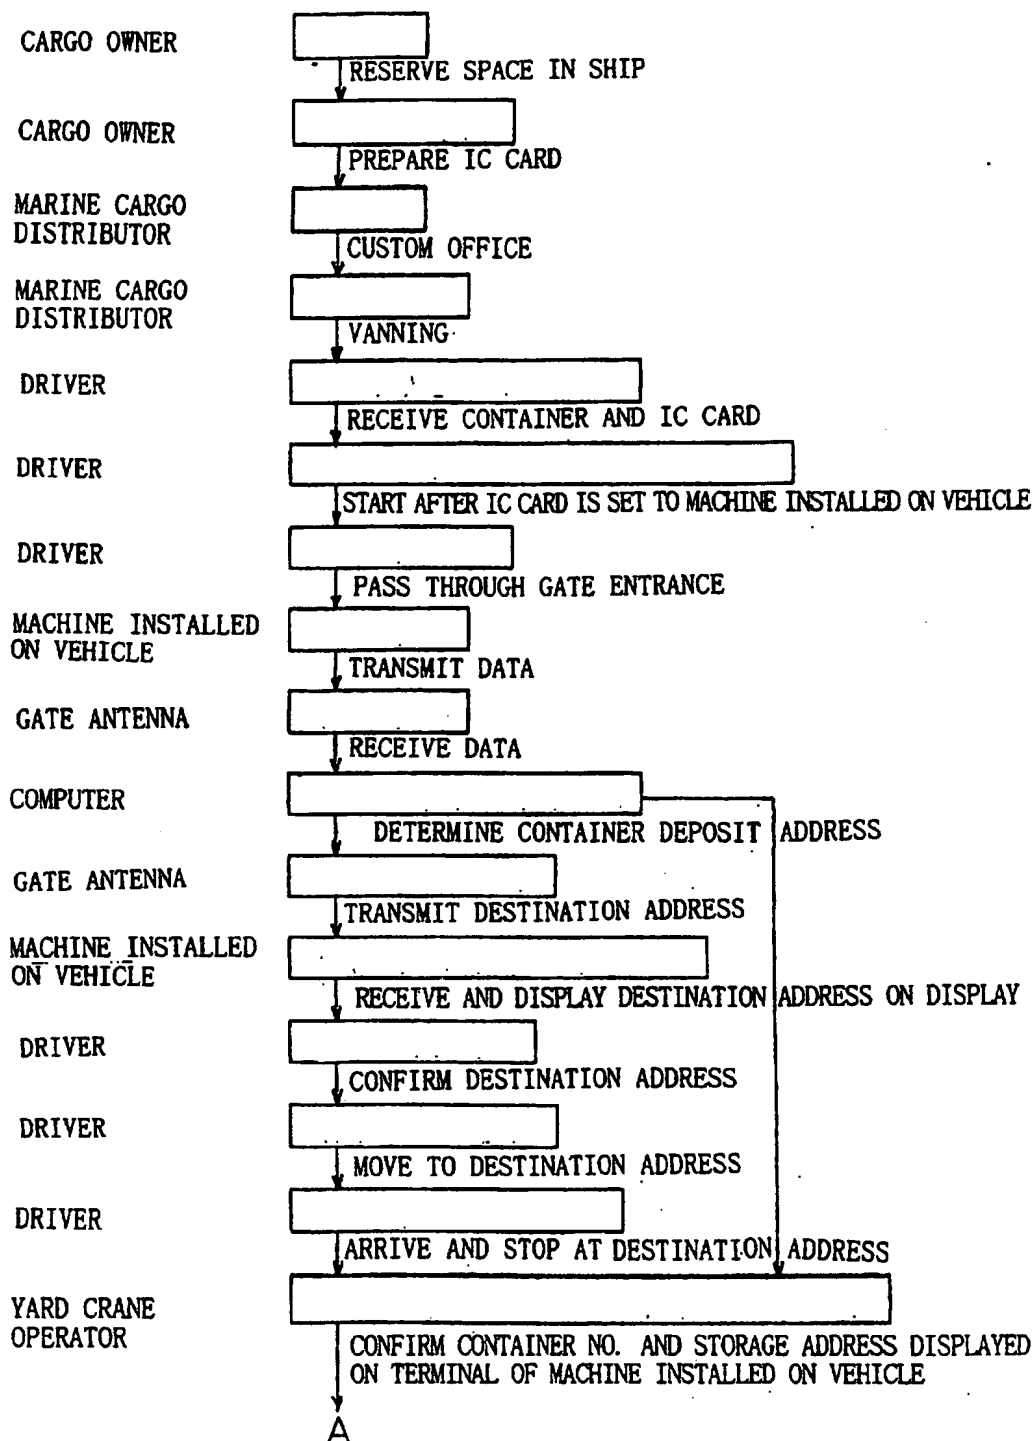 CARGO OWNER
RESERVE SPACE IN SHIP
CARGO OWNER
PREPARE IC CARD
MARINE CARGO
DISTRIBUTOR
CUSTOM OFFICE
MARINE CARGO
DISTRIBUTOR
VANNING
DRIVER
RECEIVE CONTAINER AND IC CARD
DRIVER
START AFTER IC CARD IS SET TO MACHINE INSTALLED ON VEHICLE
DRIVER
PASS THROUGH GATE ENTRANCE
MACHINE INSTALLED
ON VEHICLE
TRANSMIT DATA
GATE ANTENNA
RECEIVE DATA
COMPUTER
DETERMINE CONTAINER DEPOSIT ADDRESS
GATE ANTENNA
TRANSMIT DESTINATION ADDRESS
MACHINE INSTALLED
ON VEHICLE
RECEIVE AND DISPLAY DESTINATION ADDRESS ON DISPLAY
DRIVER
CONFIRM DESTINATION ADDRESS
DRIVER
MOVE TO DESTINATION ADDRESS
DRIVER
ARRIVE AND STOP AT DESTINATION ADDRESS
YARD CRANE
OPERATOR
CONFIRM CONTAINER NO. AND STORAGE ADDRESS DISPLAYED
ON TERMINAL OF MACHINE INSTALLED ON VEHICLE
A